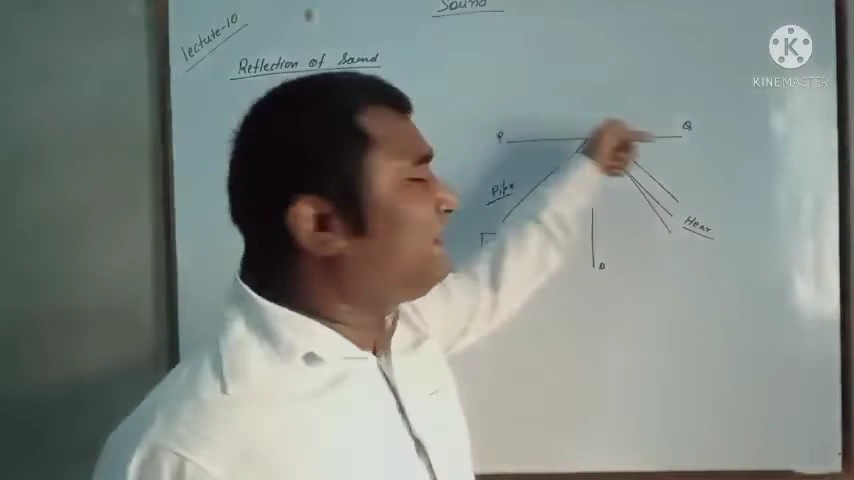 Sound
lecture-10
Reflection of Sound
K
KINEMASTER
P
Q
Pipe
Hear